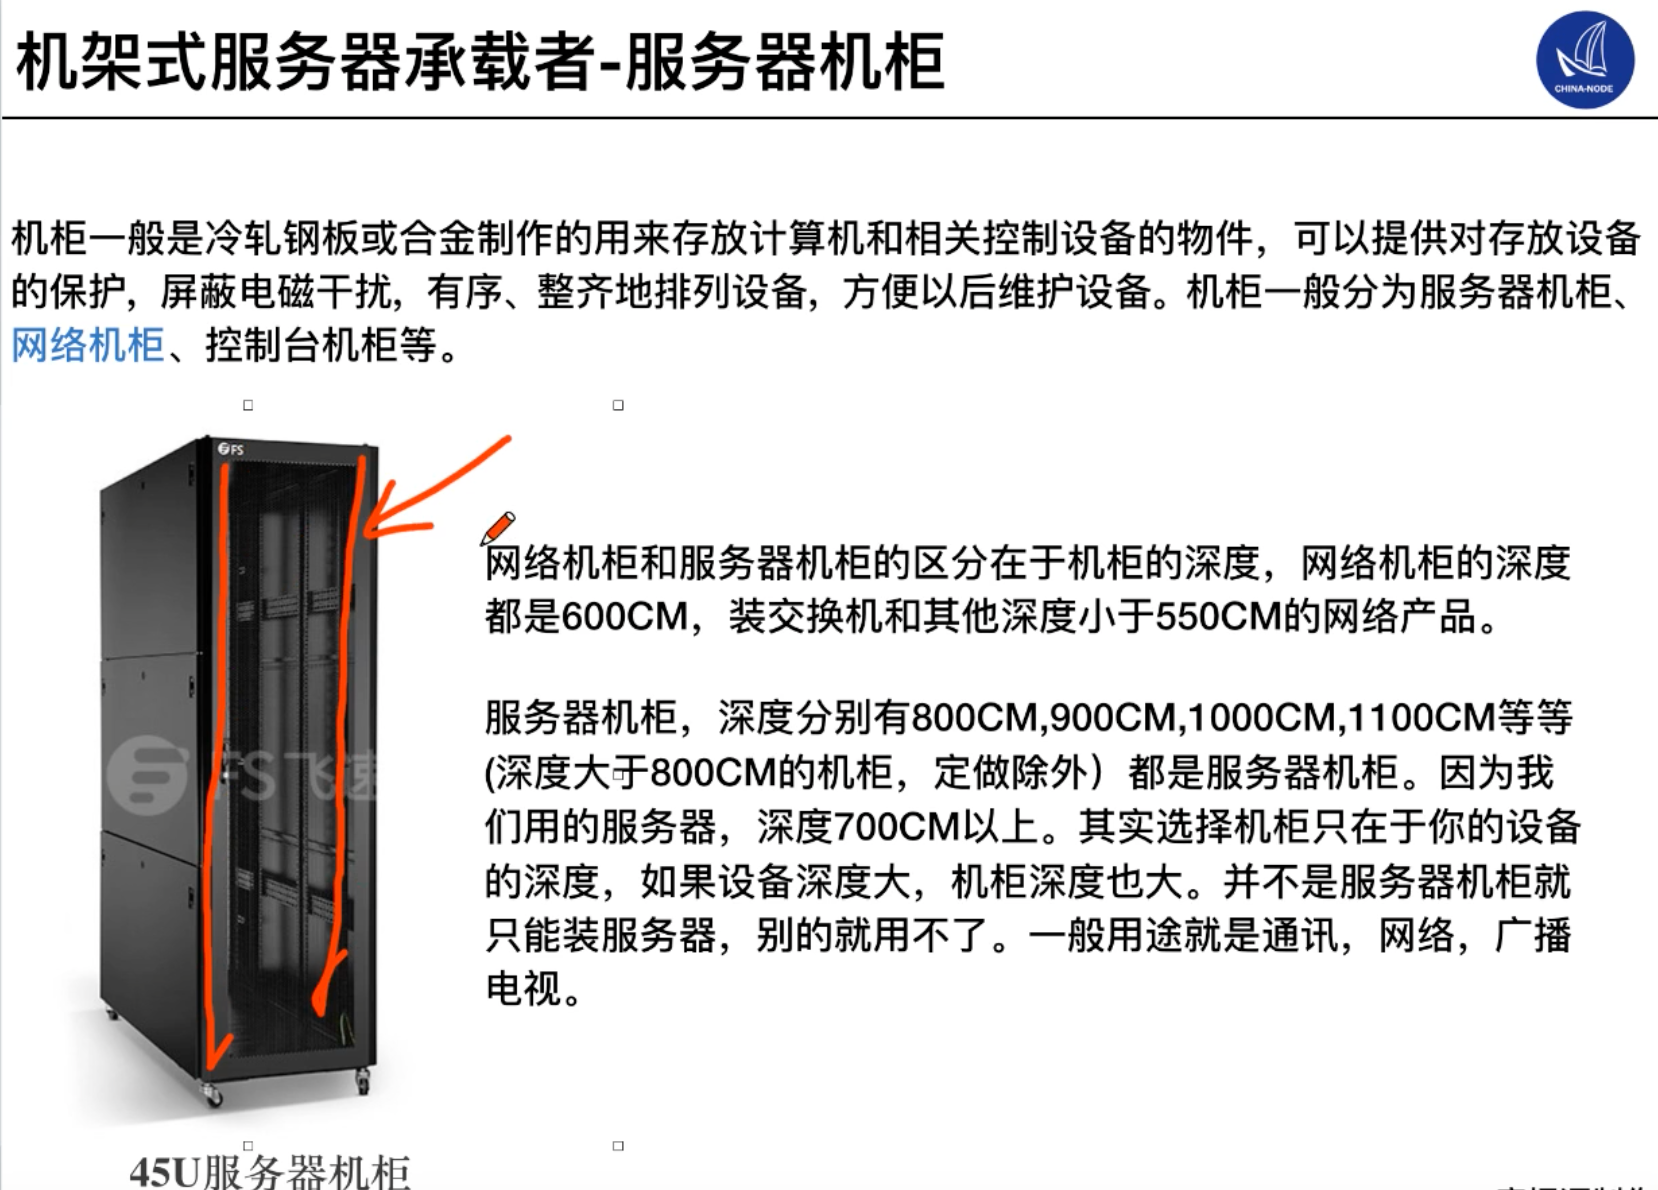 机架式服务器承载者-服务器机柜
CHINA-NODE
机柜一般是冷轧钢板或合金制作的用来存放计算机和相关控制设备的物件，可以提供对存放设备
的保护，屏蔽电磁干扰，有序、整齐地排列设备，方便以后维护设备。机柜一般分为服务器机柜、
网络机柜、控制台机柜等。
FS
FS飞速
网络机柜和服务器机柜的区分在于机柜的深度，网络机柜的深度
都是600CM，装交换机和其他深度小于550CM的网络产品。
服务器机柜，深度分别有800CM,900CM,1000CM,1100CM等等
(深度大于800CM的机柜，定做除外）都是服务器机柜。因为我
们用的服务器，深度700CM以上。其实选择机柜只在于你的设备
的深度，如果设备深度大，机柜深度也大。并不是服务器机柜就
只能装服务器，别的就用不了。一般用途就是通讯，网络，广播
电视。
45U服务器机柜